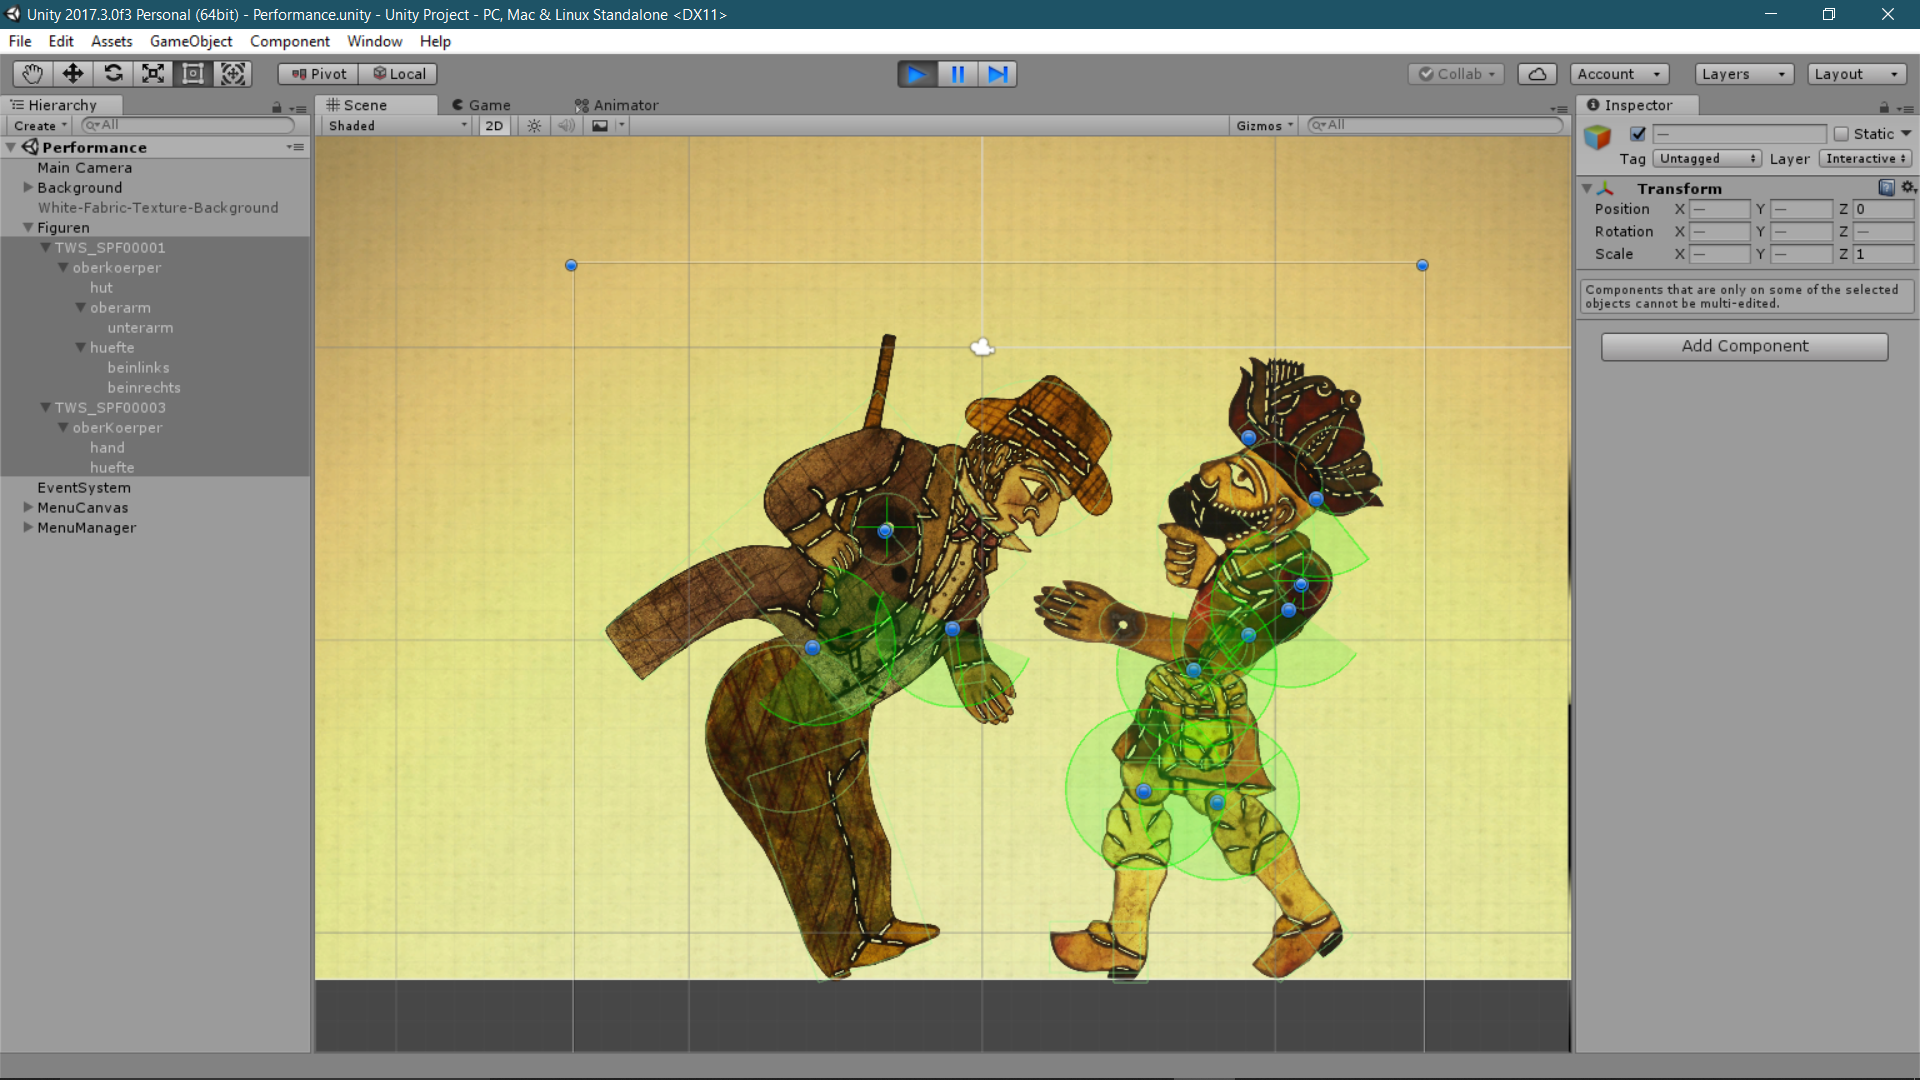 Unity 2017.3.0f3 Personal (64bit) - Performance.unity - Unity Project - PC, Mac & Linux Standalone <DX11>
File Edit Assets GameObject Component Window Help
Pivot Local Collab Account Layers Layout
Hierarchy Scene Game Animator Inspector
Create All Shaded 2D Gizmos All
Performance
Main Camera
Background
White-Fabric-Texture-Background
Figuren
TWS_SPF00001
oberkoerper
hut
oberarm
unterarm
huefte
beinlinks
beinrechts
TWS_SPF00003
oberKoerper
hand
huefte
EventSystem
MenuCanvas
MenuManager
— Static
Tag Untagged Layer Interactive
Transform
Position X — Y — Z 0
Rotation X — Y — Z —
Scale X — Y — Z 1
Components that are only on some of the selected
objects cannot be multi-edited.
Add Component